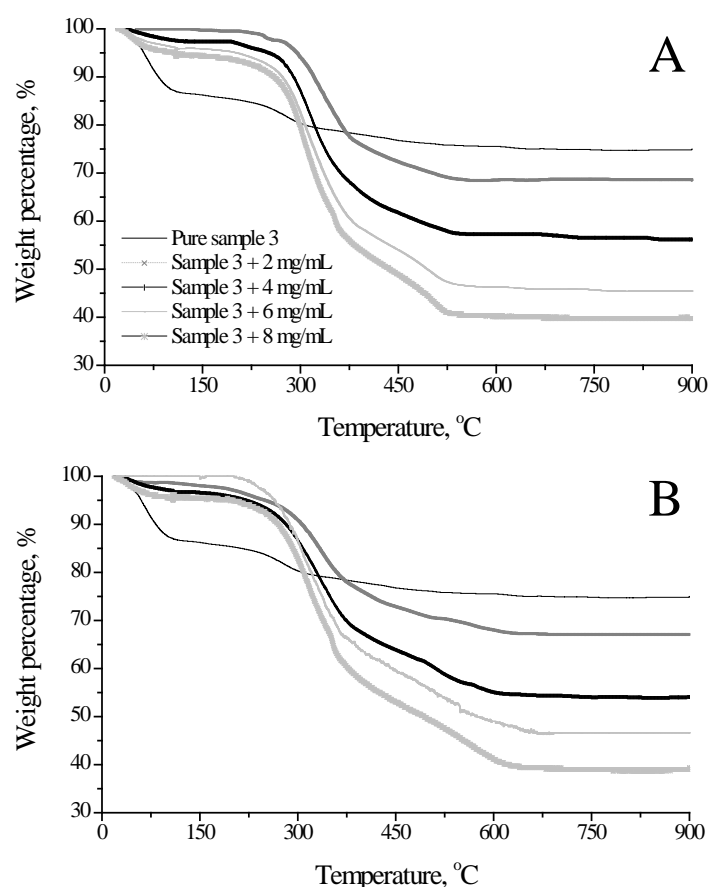 A
100
90
80
70
60
50
40
30
Weight percentage, %
Pure sample 3
Sample 3 + 2 mg/mL
Sample 3 + 4 mg/mL
Sample 3 + 6 mg/mL
Sample 3 + 8 mg/mL
0 150 300 450 600 750 900
Temperature, °C
B
100
90
80
70
60
50
40
30
Weight percentage, %
0 150 300 450 600 750 900
Temperature, °C